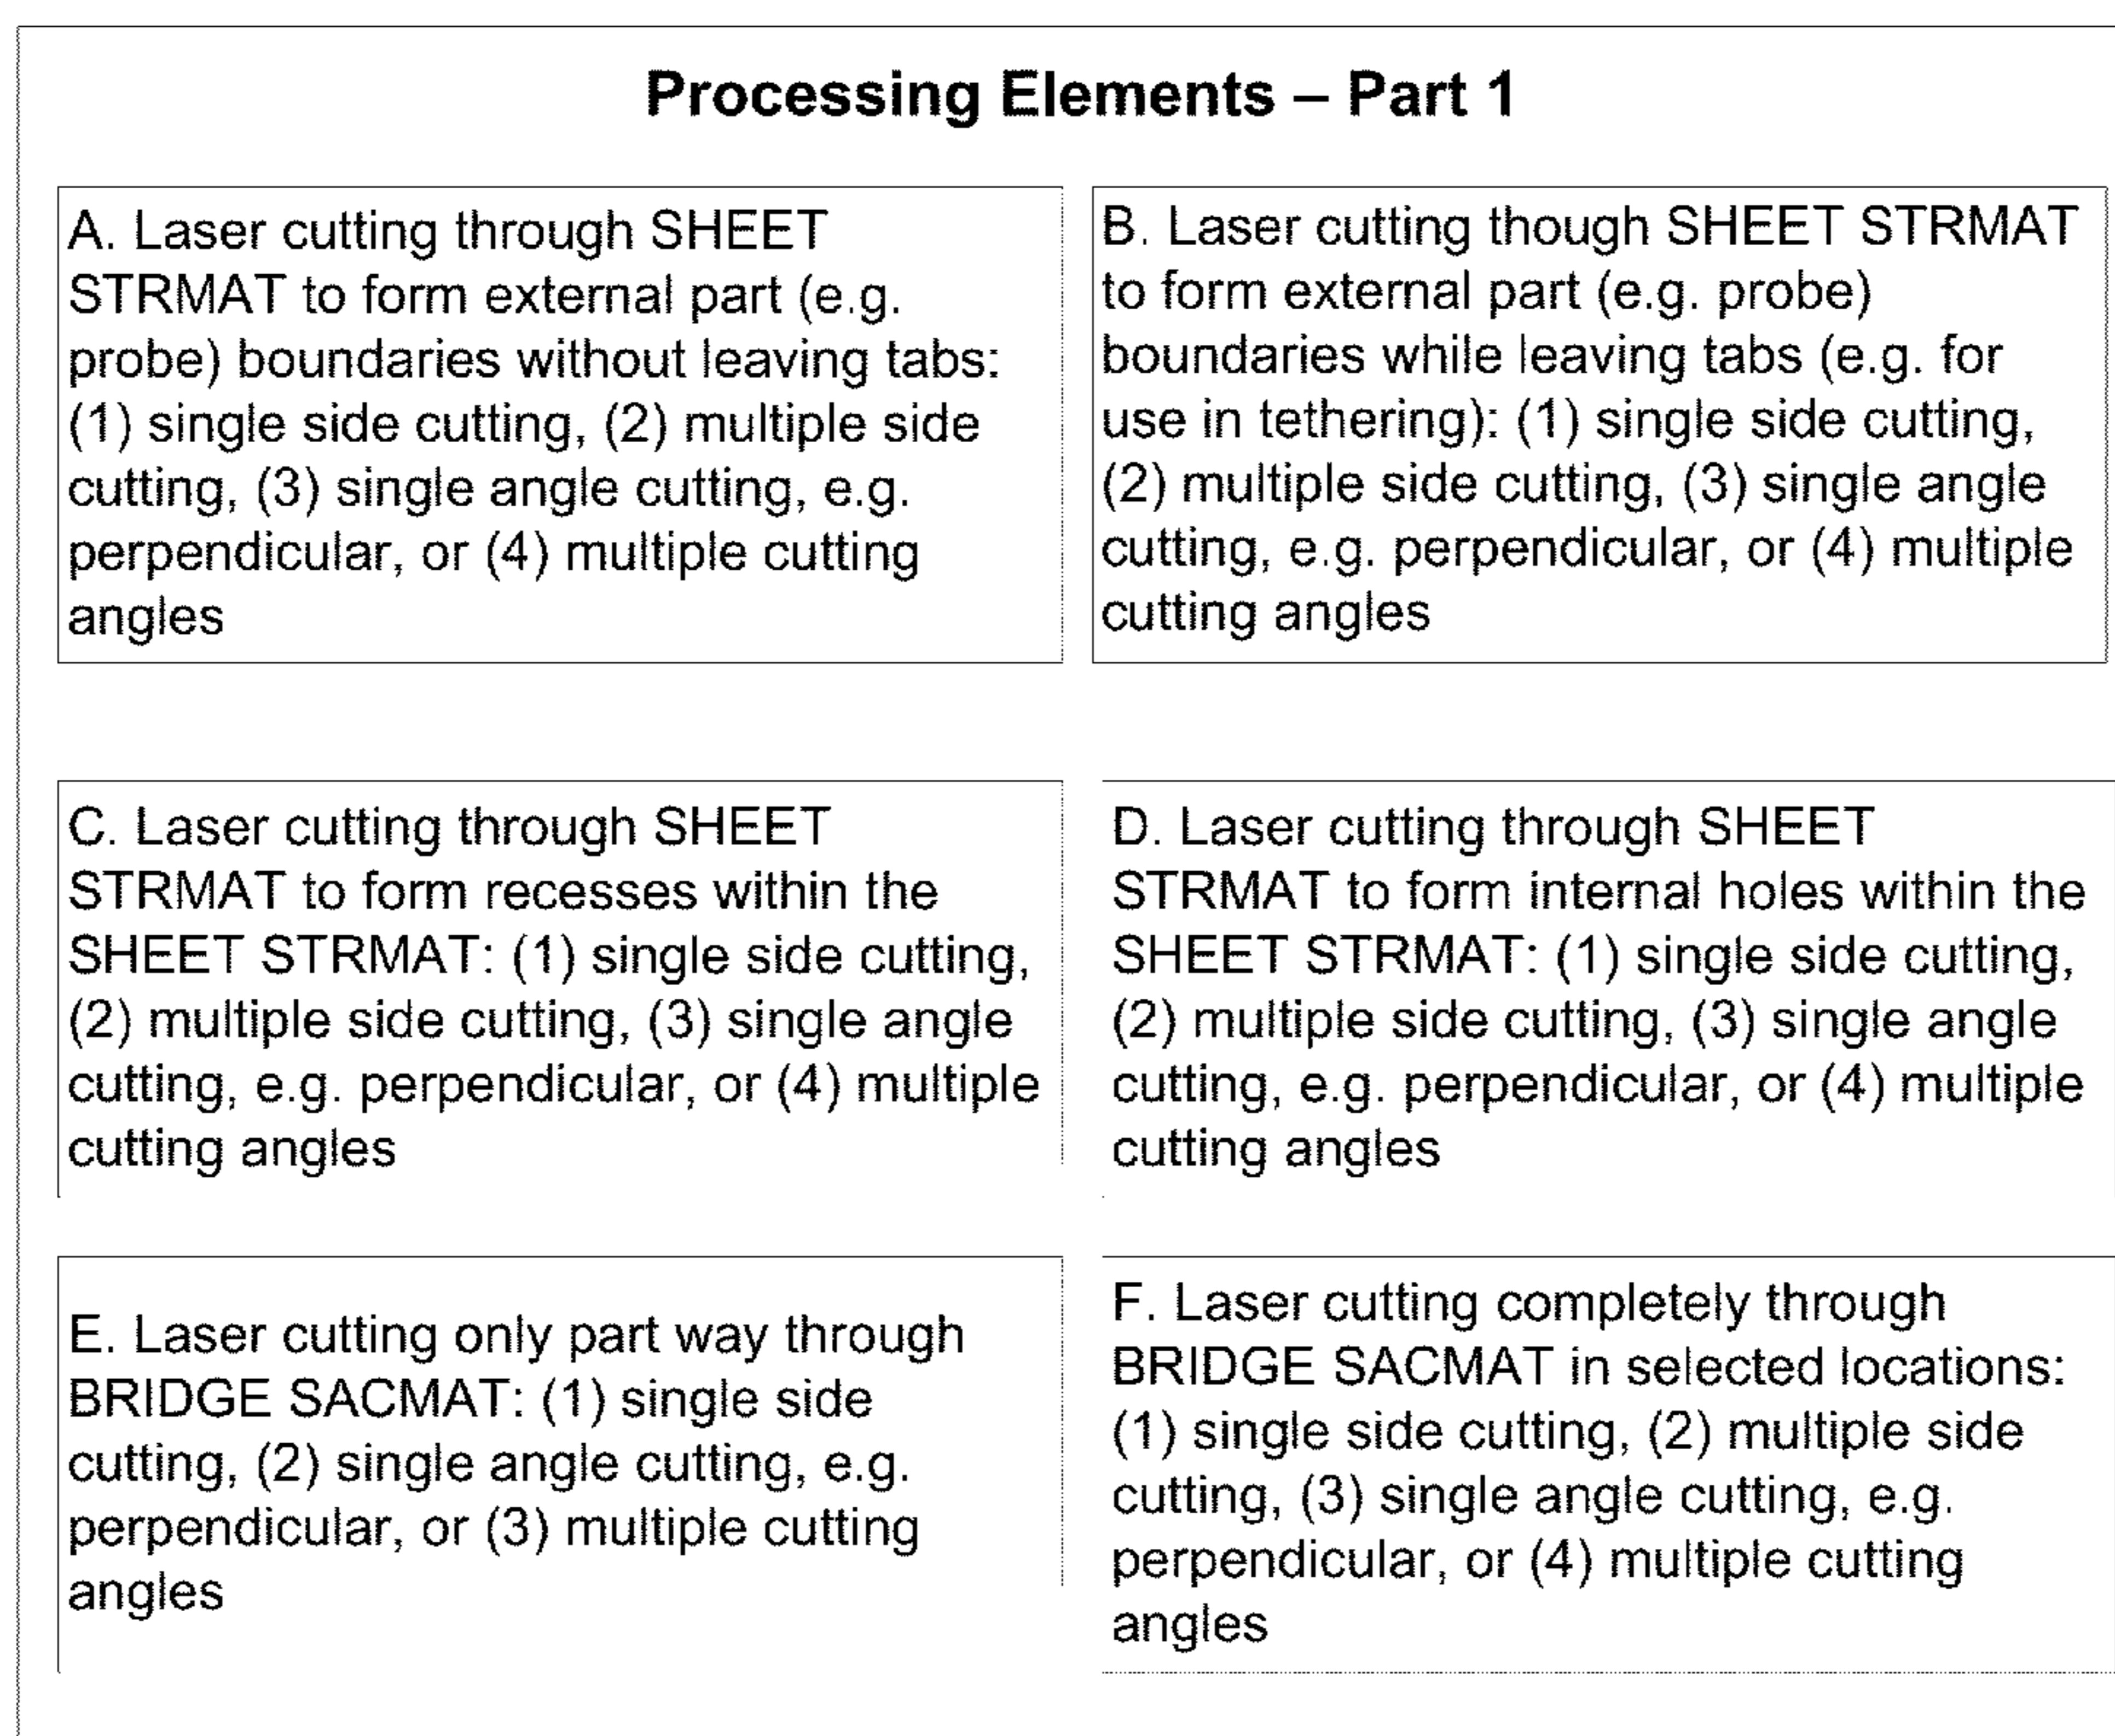 Processing Elements – Part 1
A. Laser cutting through SHEET
STRMAT to form external part (e.g.
probe) boundaries without leaving tabs:
(1) single side cutting, (2) multiple side
cutting, (3) single angle cutting, e.g.
perpendicular, or (4) multiple cutting
angles
B. Laser cutting though SHEET STRMAT
to form external part (e.g. probe)
boundaries while leaving tabs (e.g. for
use in tethering): (1) single side cutting,
(2) multiple side cutting, (3) single angle
cutting, e.g. perpendicular, or (4) multiple
cutting angles
C. Laser cutting through SHEET
STRMAT to form recesses within the
SHEET STRMAT: (1) single side cutting,
(2) multiple side cutting, (3) single angle
cutting, e.g. perpendicular, or (4) multiple
cutting angles
D. Laser cutting through SHEET
STRMAT to form internal holes within the
SHEET STRMAT: (1) single side cutting,
(2) multiple side cutting, (3) single angle
cutting, e.g. perpendicular, or (4) multiple
cutting angles
E. Laser cutting only part way through
BRIDGE SACMAT: (1) single side
cutting, (2) single angle cutting, e.g.
perpendicular, or (3) multiple cutting
angles
F. Laser cutting completely through
BRIDGE SACMAT in selected locations:
(1) single side cutting, (2) multiple side
cutting, (3) single angle cutting, e.g.
perpendicular, or (4) multiple cutting
angles